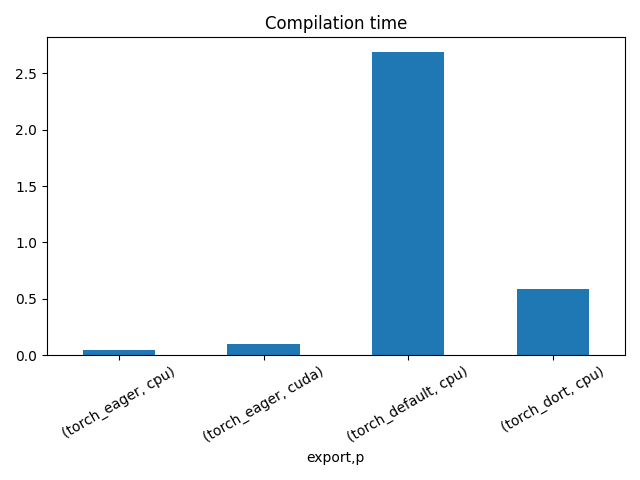 Compilation time
2.5
2.0
1.5
1.0
0.5
0.0
(torch_eager, cpu)
(torch_eager, cuda)
(torch_default, cpu)
(torch_dort, cpu)
export,p